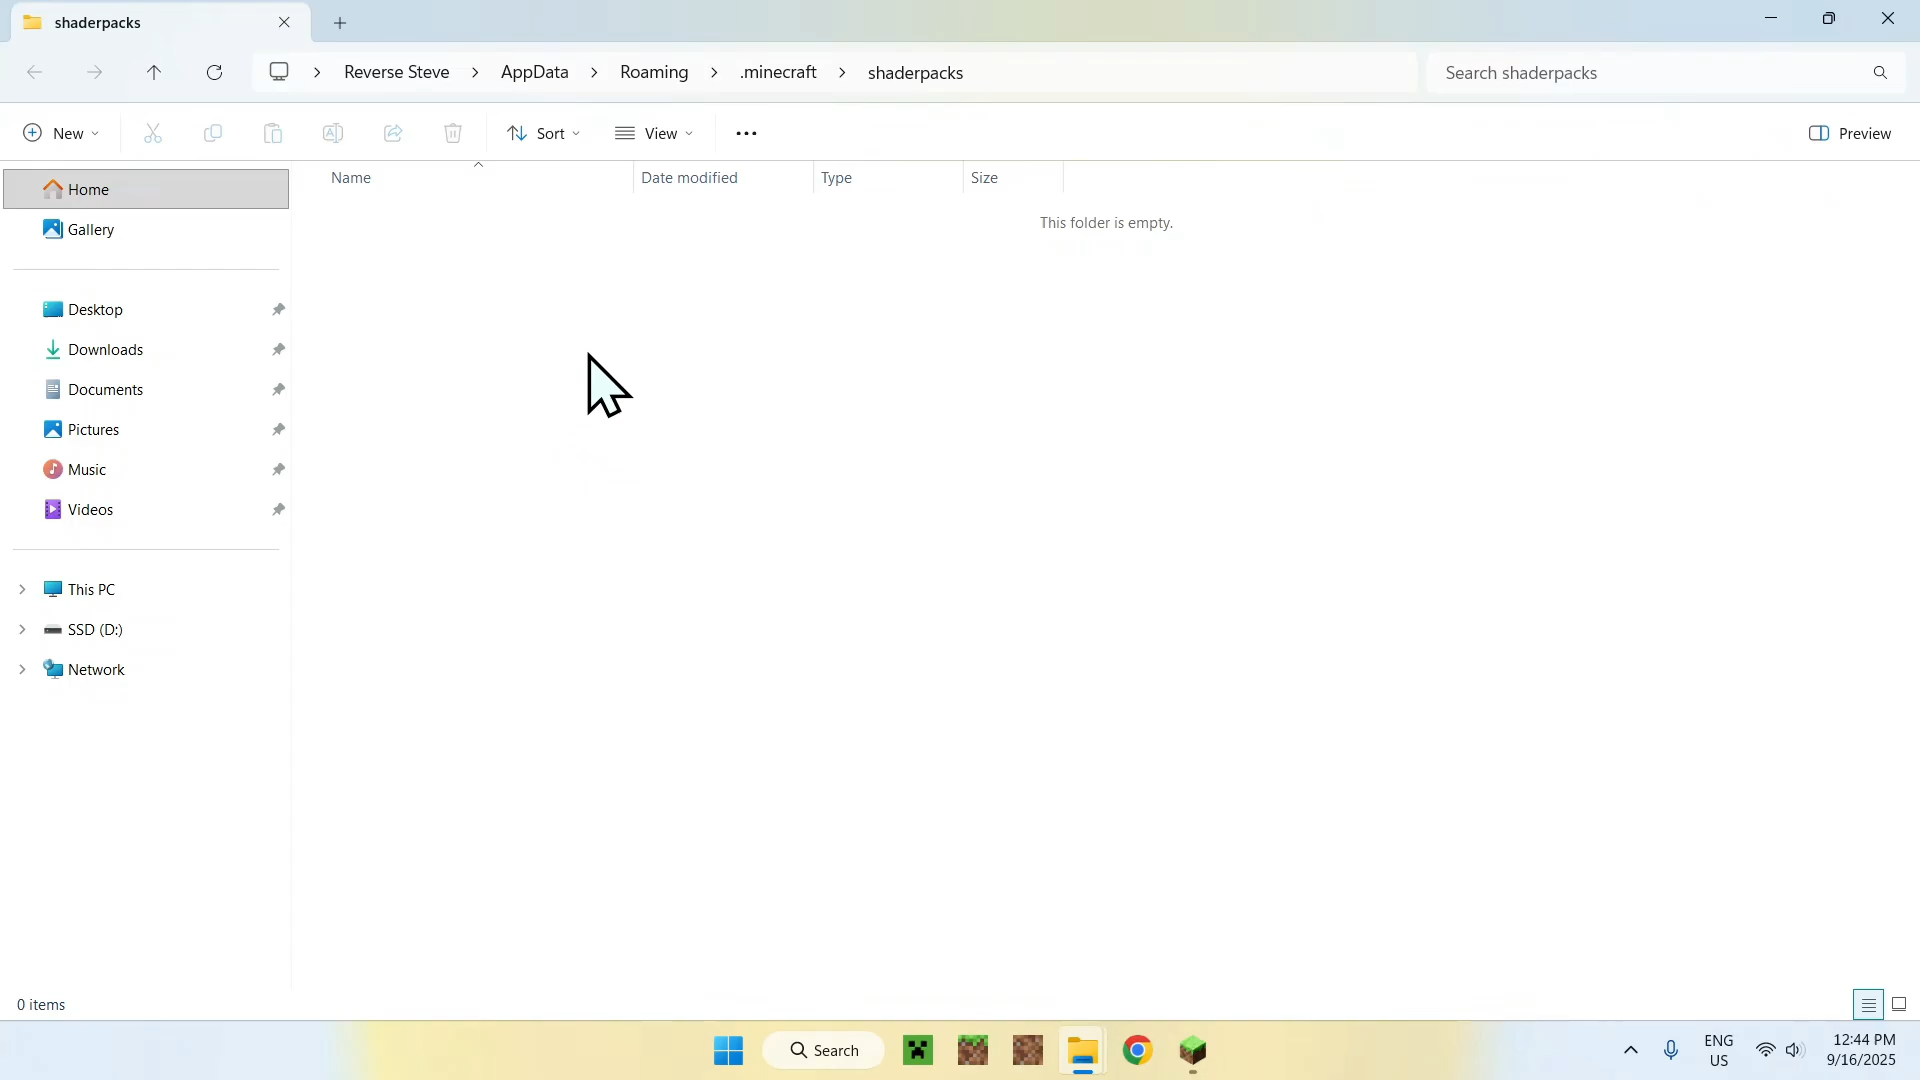 shaderpacks
Reverse Steve > AppData > Roaming > .minecraft > shaderpacks
Search shaderpacks
New
Sort
View
Preview
Home
Gallery
Desktop
Downloads
Documents
Pictures
Music
Videos
This PC
SSD (D:)
Network
Name
Date modified
Type
Size
This folder is empty.
0 items
Search
ENG
US
12:44 PM
9/16/2025